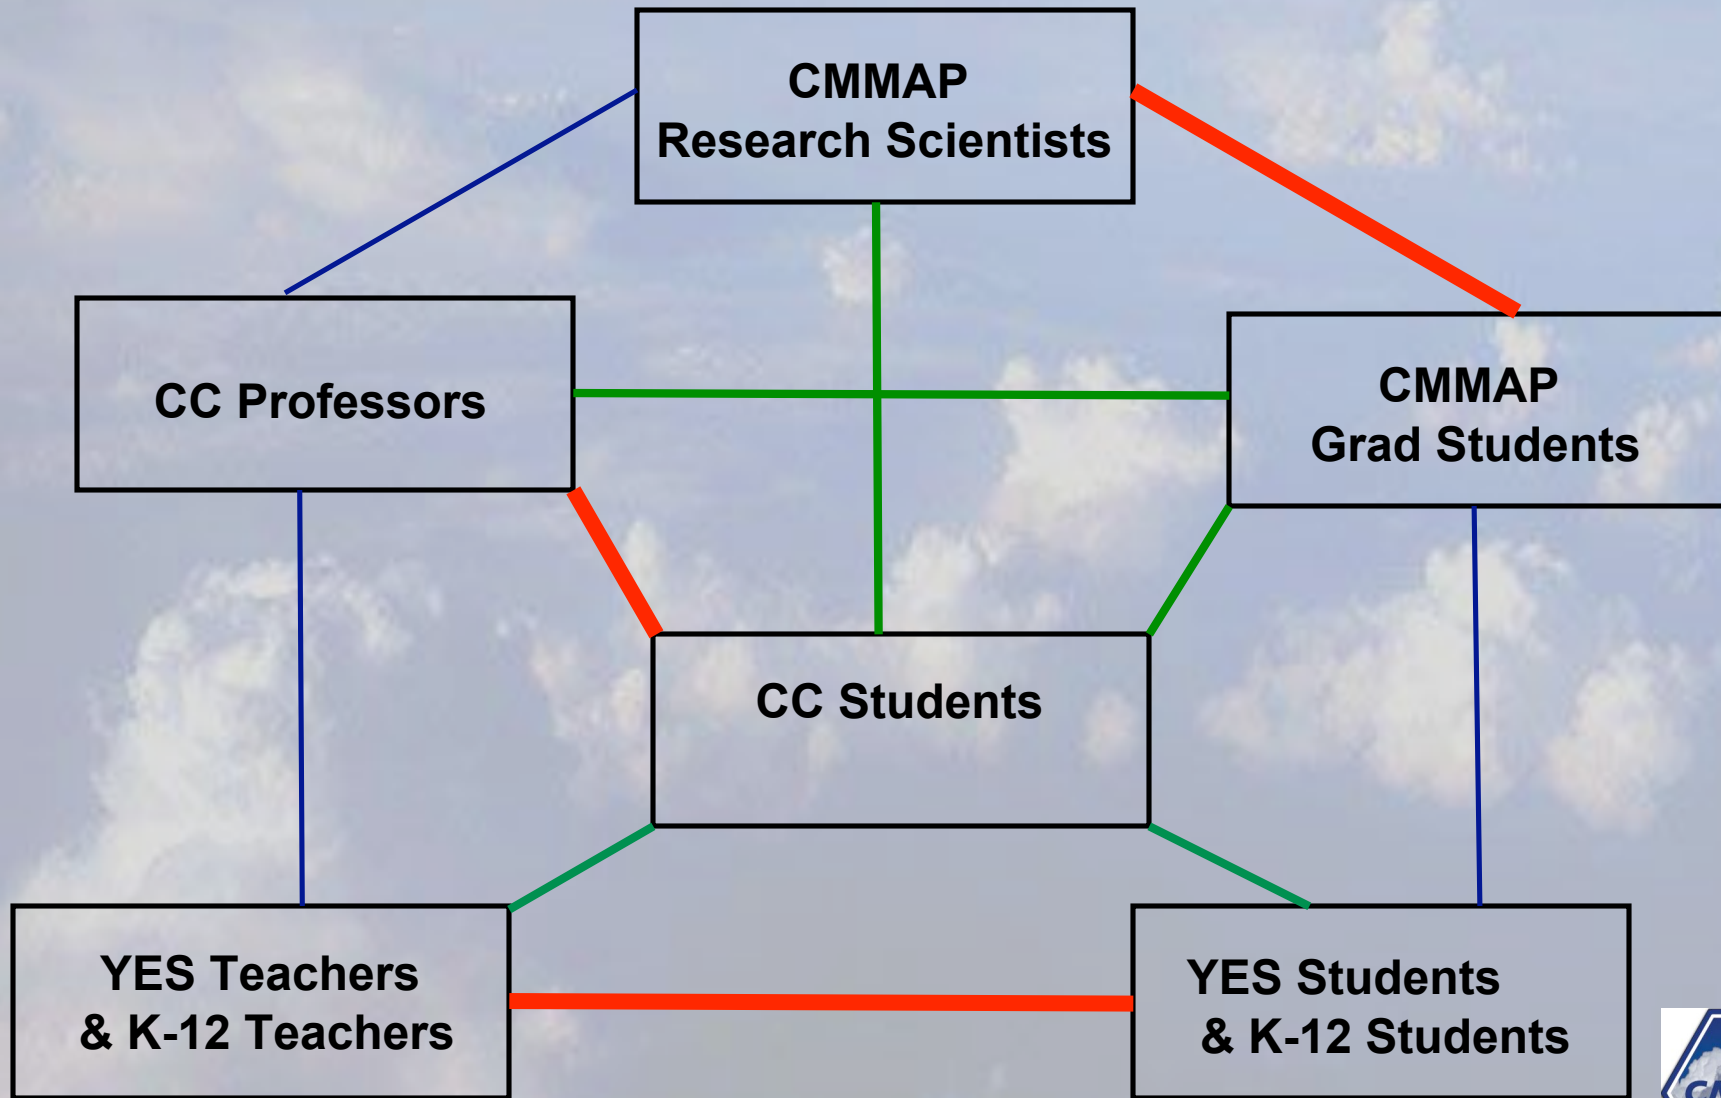 CMMAP
Research Scientists
CC Professors
CMMAP
Grad Students
CC Students
YES Teachers
& K-12 Teachers
YES Students
& K-12 Students